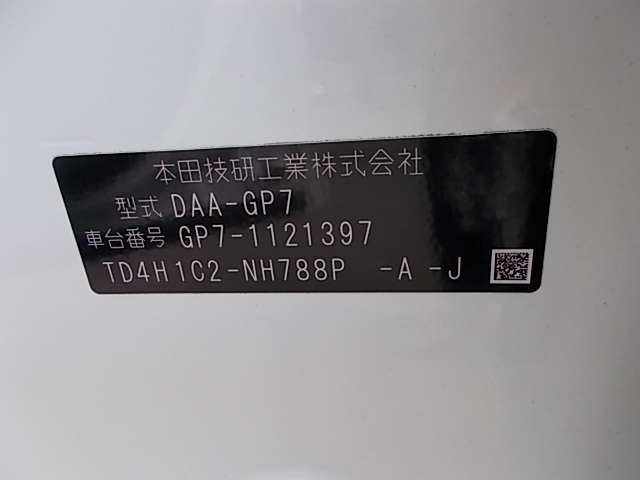 本田技研工業株式会社
型式 DAA-GP7
車台番号 GP7-1121397
TD4H1C2-NH788P -A -J